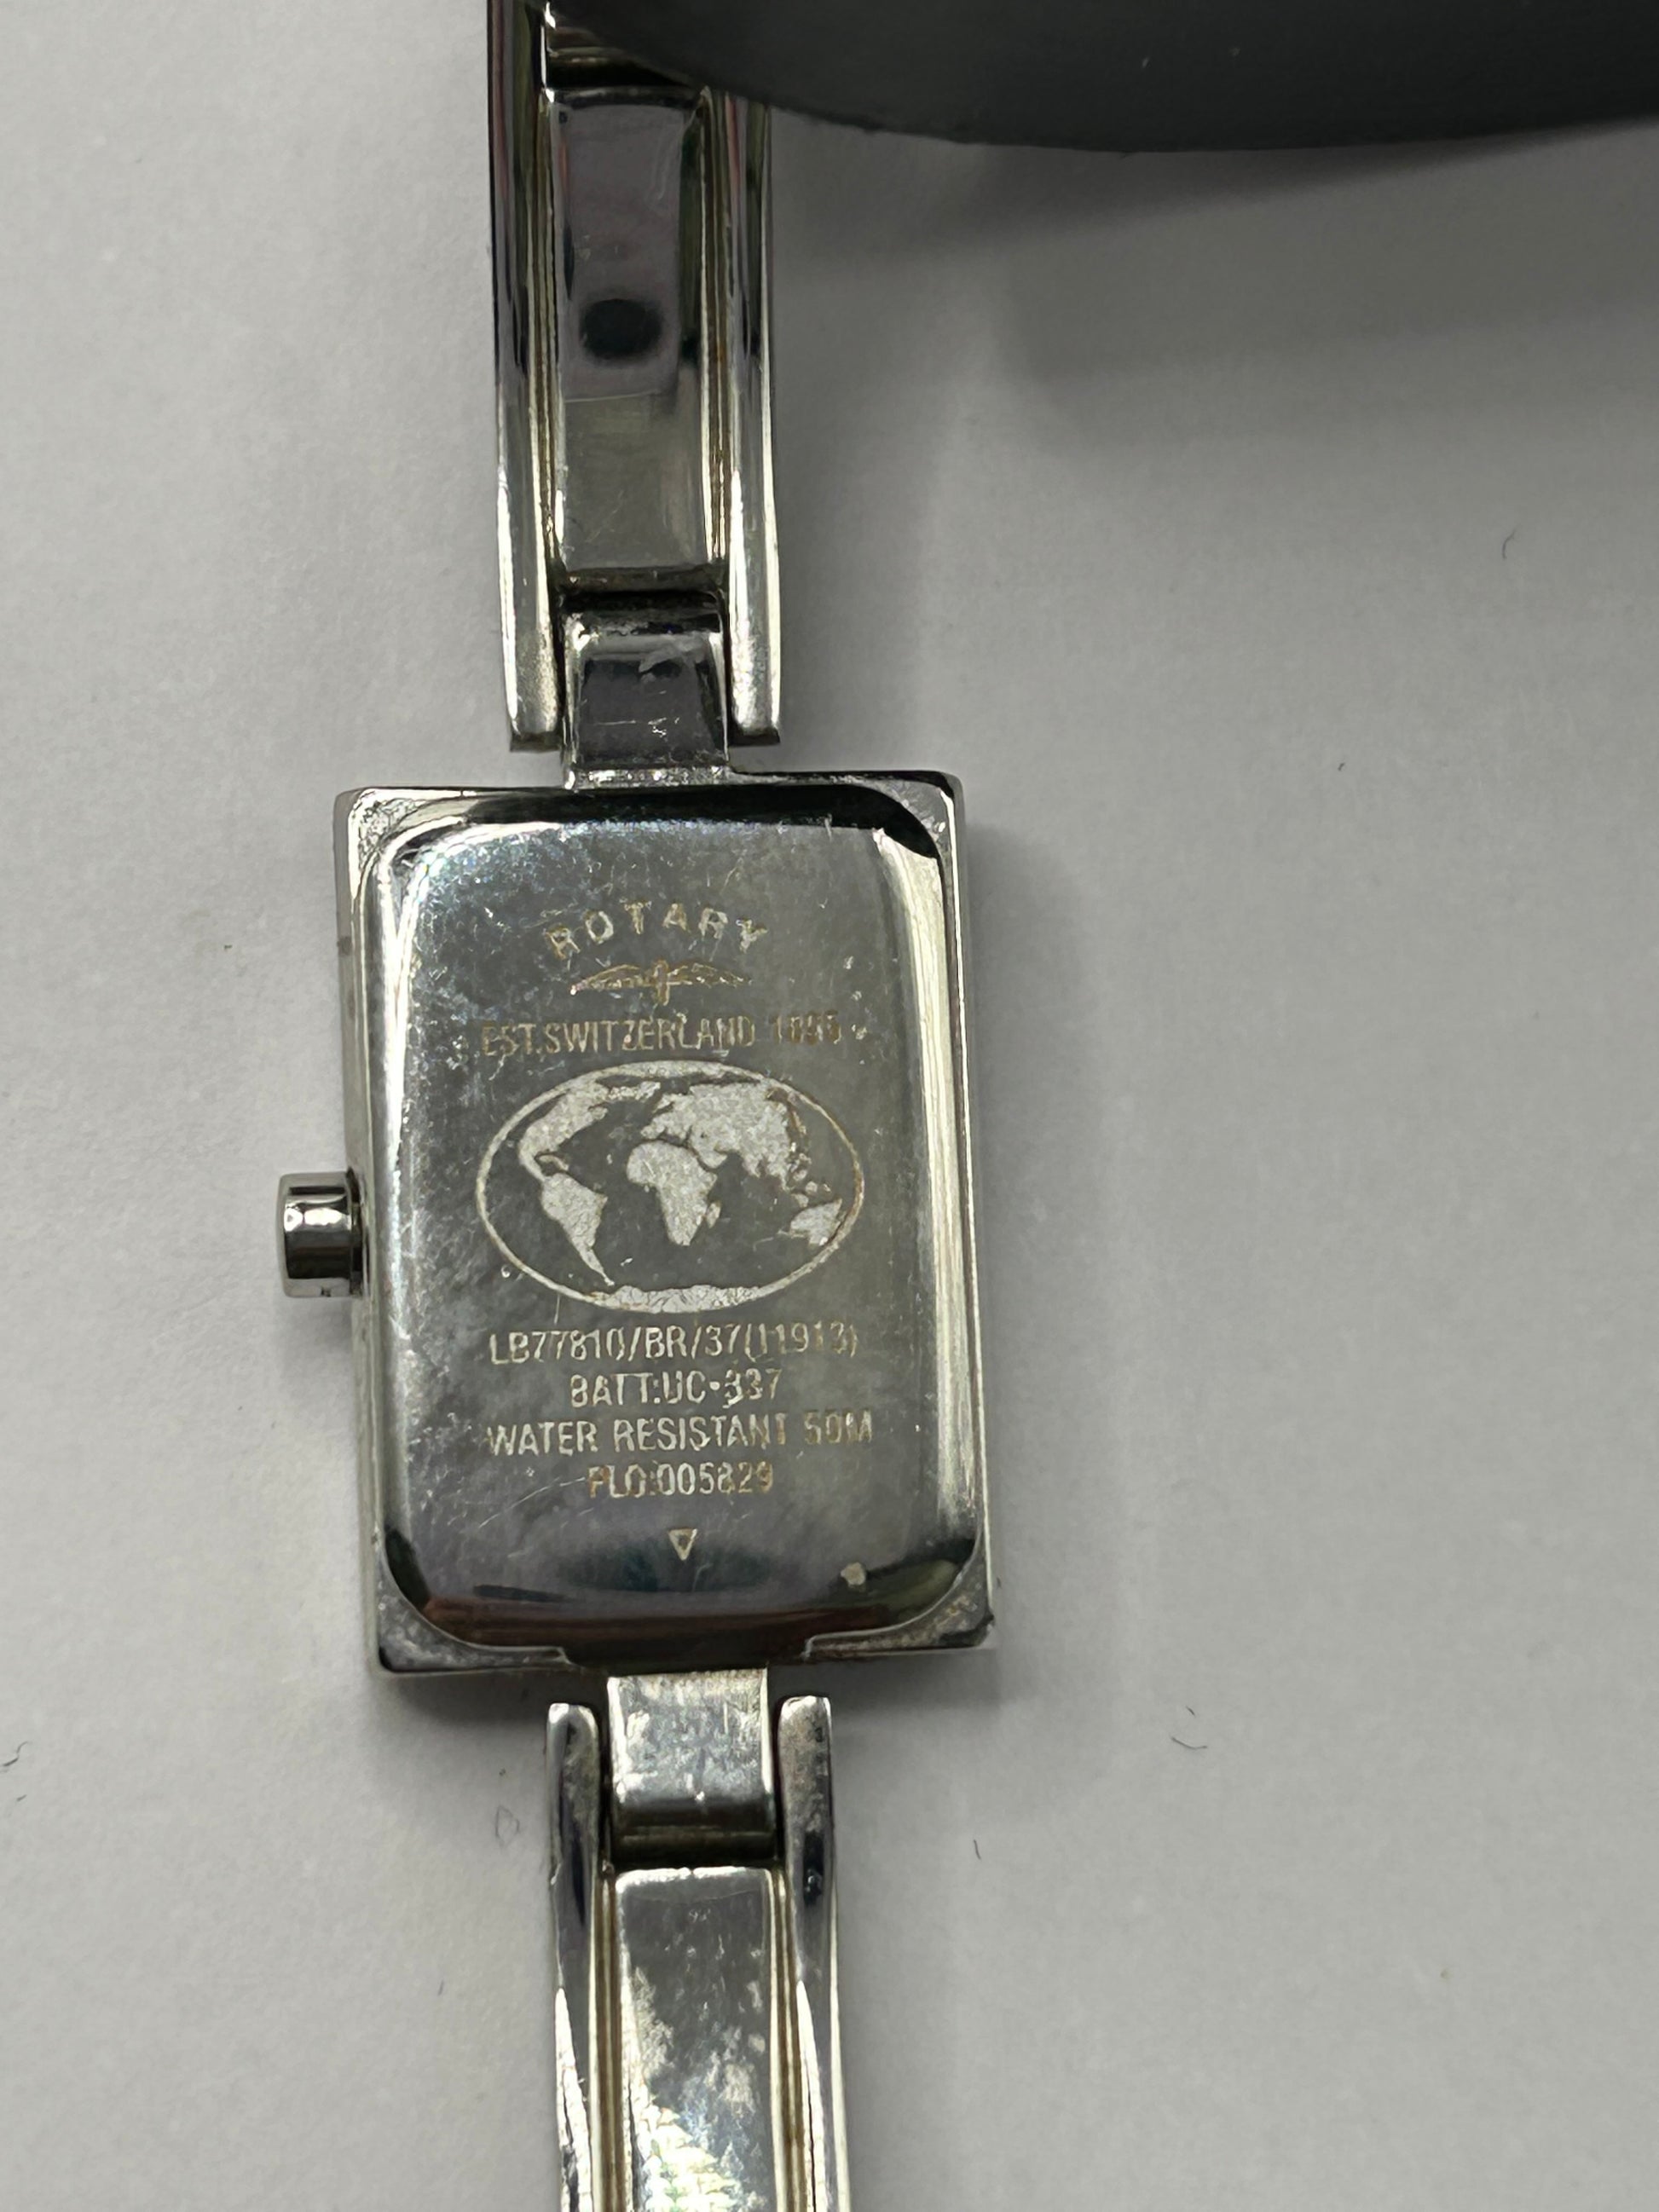 ROTARY
EST.SWITZERLAND 1895
LB77810/BR/37(11913)
BATT:UC-337
WATER RESISTANT 50M
PLO:005829